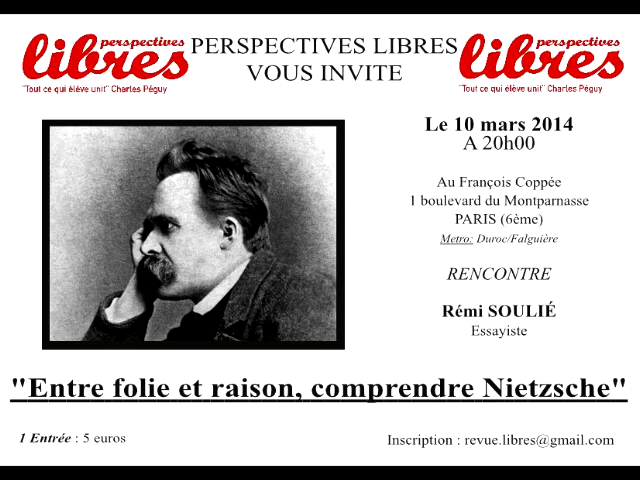 perspectives
libres
"Tout ce qui élève unit" Charles Péguy
PERSPECTIVES LIBRES
VOUS INVITE
perspectives
libres
"Tout ce qui élève unit" Charles Péguy
Le 10 mars 2014
A 20h00
Au François Coppée
1 boulevard du Montparnasse
PARIS (6ème)
Metro: Duroc/Falguière
RENCONTRE
Rémi SOULIÉ
Essayiste
"Entre folie et raison, comprendre Nietzsche"
1 Entrée : 5 euros
Inscription : revue.libres@gmail.com